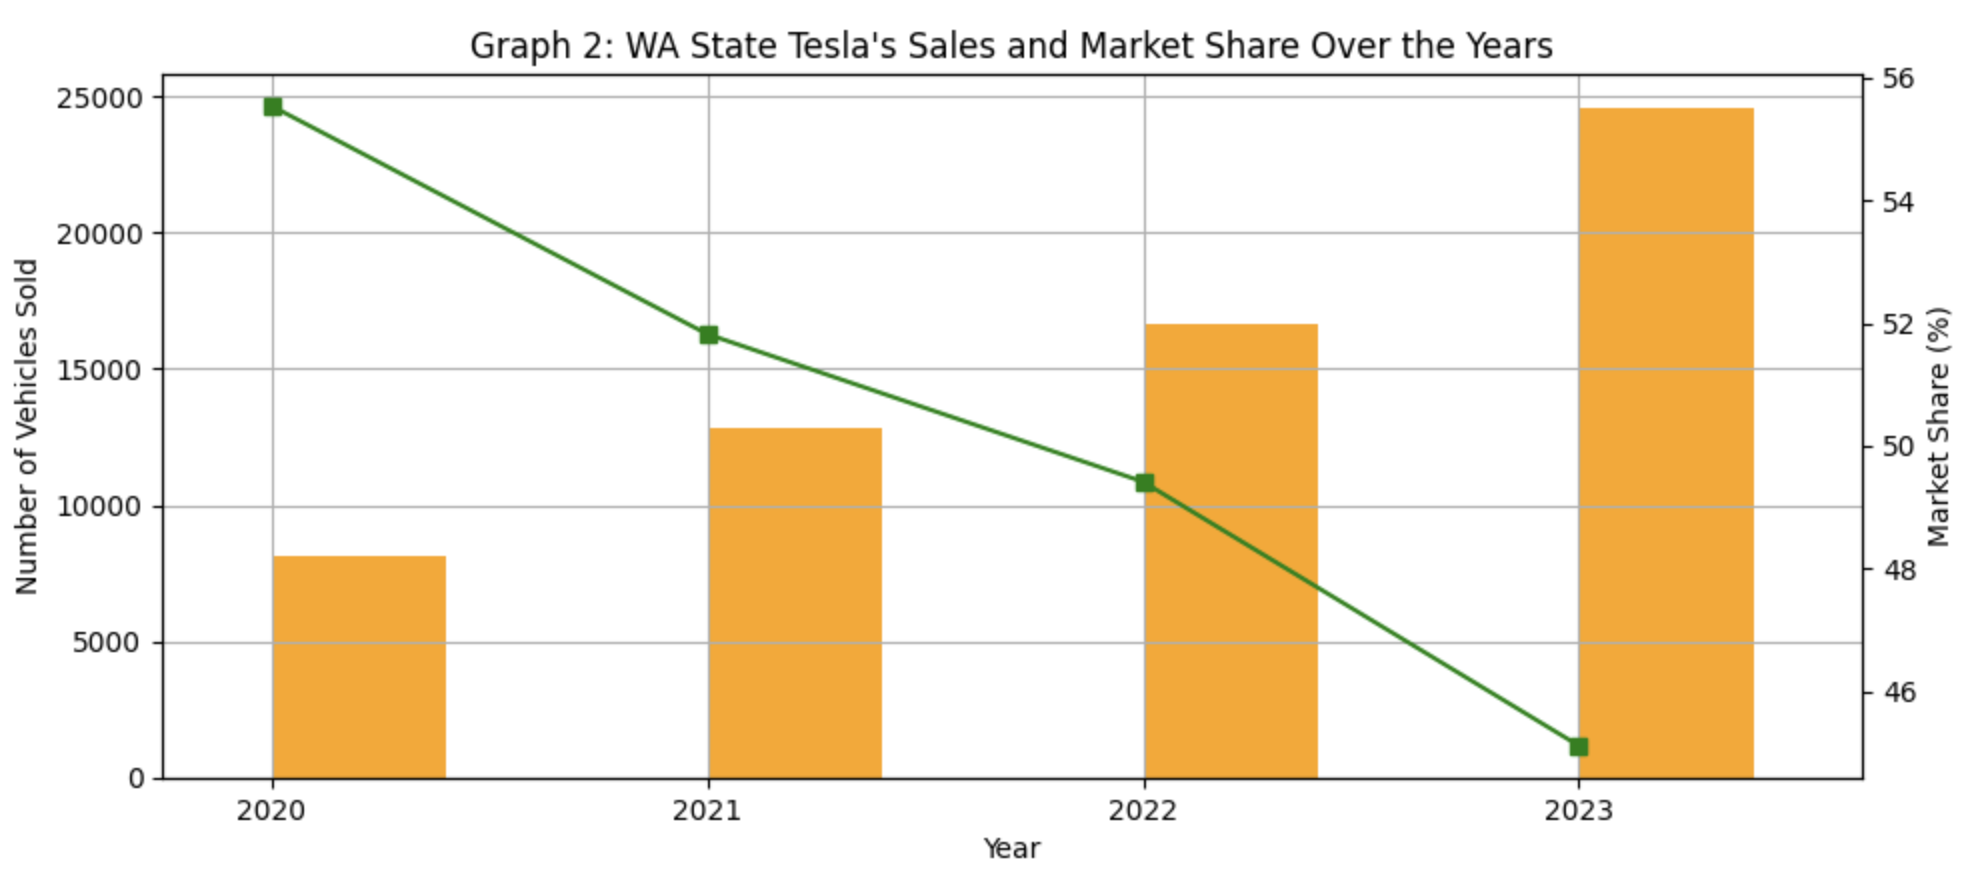 Graph 2: WA State Tesla's Sales and Market Share Over the Years
Number of Vehicles Sold
25000
20000
15000
10000
5000
0
56
54
52
50
48
46
Market Share (%)
2020 2021 2022 2023
Year